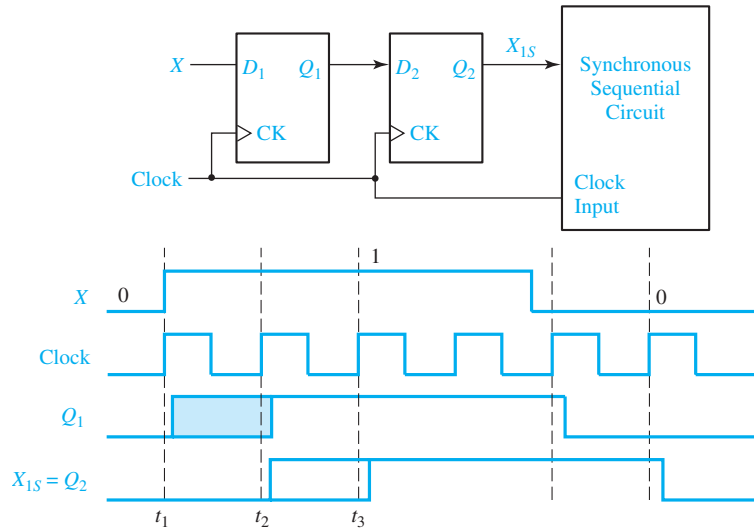 X₁S
X D₁ Q₁ D₂ Q₂ Synchronous
Sequential
Circuit
CK CK
Clock Clock
Input
X 0 1 0
Clock
Q₁
X₁S = Q₂
t₁ t₂ t₃